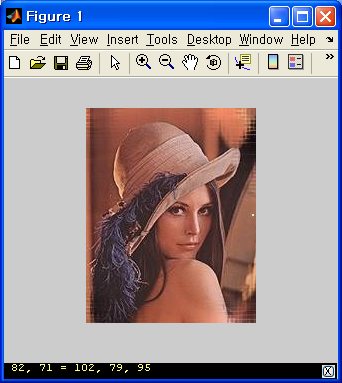 Figure 1
File Edit View Insert Tools Desktop Window Help
82, 71 = 102, 79, 95